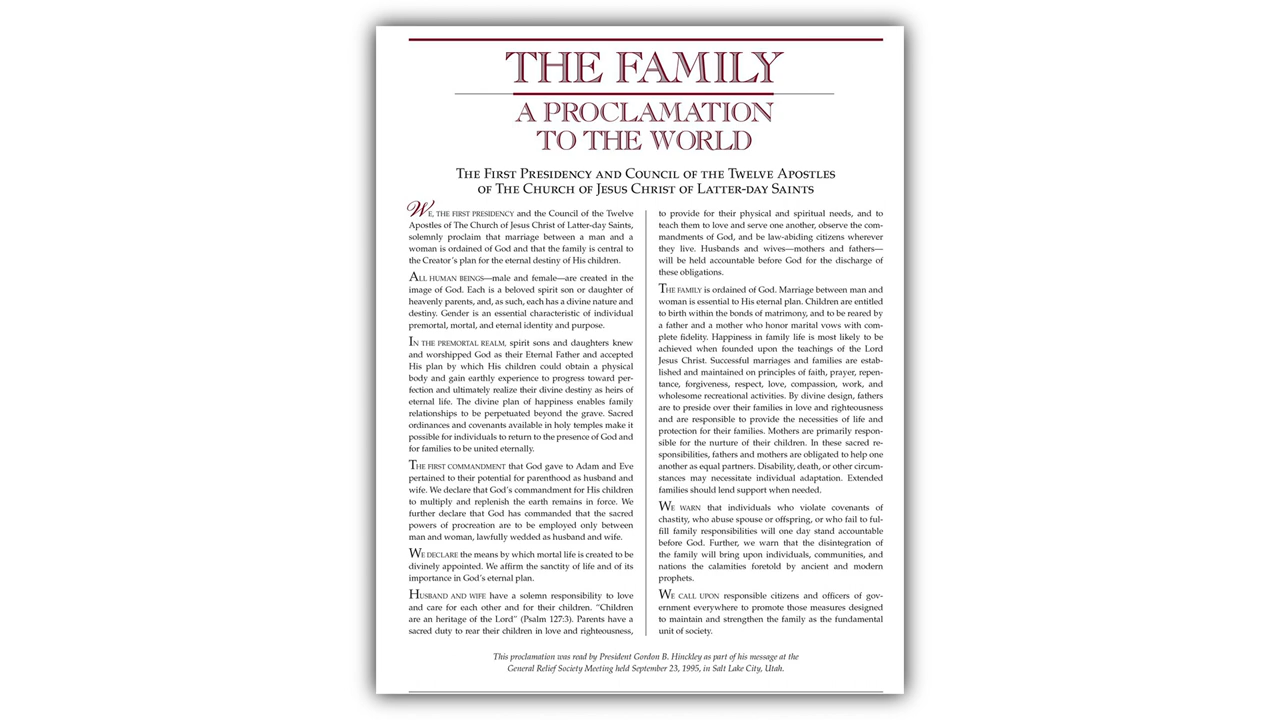 THE FAMILY
A PROCLAMATION
TO THE WORLD
The First Presidency and Council of the Twelve Apostles
of The Church of Jesus Christ of Latter-day Saints
We, the First Presidency and the Council of the Twelve
Apostles of The Church of Jesus Christ of Latter-day Saints,
solemnly proclaim that marriage between a man and a
woman is ordained of God and that the family is central to
the Creator's plan for the eternal destiny of His children.
All human beings—male and female—are created in the
image of God. Each is a beloved spirit son or daughter of
heavenly parents, and, as such, each has a divine nature and
destiny. Gender is an essential characteristic of individual
premortal, mortal, and eternal identity and purpose.
In the premortal realm, spirit sons and daughters knew
and worshipped God as their Eternal Father and accepted
His plan by which His children could obtain a physical
body and gain earthly experience to progress toward per-
fection and ultimately realize their divine destiny as heirs of
eternal life. The divine plan of happiness enables family
relationships to be perpetuated beyond the grave. Sacred
ordinances and covenants available in holy temples make it
possible for individuals to return to the presence of God and
for families to be united eternally.
The first commandment that God gave to Adam and Eve
pertained to their potential for parenthood as husband and
wife. We declare that God's commandment for His children
to multiply and replenish the earth remains in force. We
further declare that God has commanded that the sacred
powers of procreation are to be employed only between
man and woman, lawfully wedded as husband and wife.
We declare the means by which mortal life is created to be
divinely appointed. We affirm the sanctity of life and of its
importance in God's eternal plan.
Husband and wife have a solemn responsibility to love
and care for each other and for their children. "Children
are an heritage of the Lord" (Psalm 127:3). Parents have a
sacred duty to rear their children in love and righteousness,
to provide for their physical and spiritual needs, and to
teach them to love and serve one another, observe the com-
mandments of God, and be law-abiding citizens wherever
they live. Husbands and wives—mothers and fathers—
will be held accountable before God for the discharge of
these obligations.
The family is ordained of God. Marriage between man and
woman is essential to His eternal plan. Children are entitled
to birth within the bonds of matrimony, and to be reared by
a father and a mother who honor marital vows with com-
plete fidelity. Happiness in family life is most likely to be
achieved when founded upon the teachings of the Lord
Jesus Christ. Successful marriages and families are estab-
lished and maintained on principles of faith, prayer, repen-
tance, forgiveness, respect, love, compassion, work, and
wholesome recreational activities. By divine design, fathers
are to preside over their families in love and righteousness
and are responsible to provide the necessities of life and
protection for their families. Mothers are primarily respon-
sible for the nurture of their children. In these sacred re-
sponsibilities, fathers and mothers are obligated to help one
another as equal partners. Disability, death, or other circum-
stances may necessitate individual adaptation. Extended
families should lend support when needed.
We warn that individuals who violate covenants of
chastity, who abuse spouse or offspring, or who fail to ful-
fill family responsibilities will one day stand accountable
before God. Further, we warn that the disintegration of
the family will bring upon individuals, communities, and
nations the calamities foretold by ancient and modern
prophets.
We call upon responsible citizens and officers of gov-
ernment everywhere to promote those measures designed
to maintain and strengthen the family as the fundamental
unit of society.
This proclamation was read by President Gordon B. Hinckley as part of his message at the
General Relief Society Meeting held September 23, 1995, in Salt Lake City, Utah.